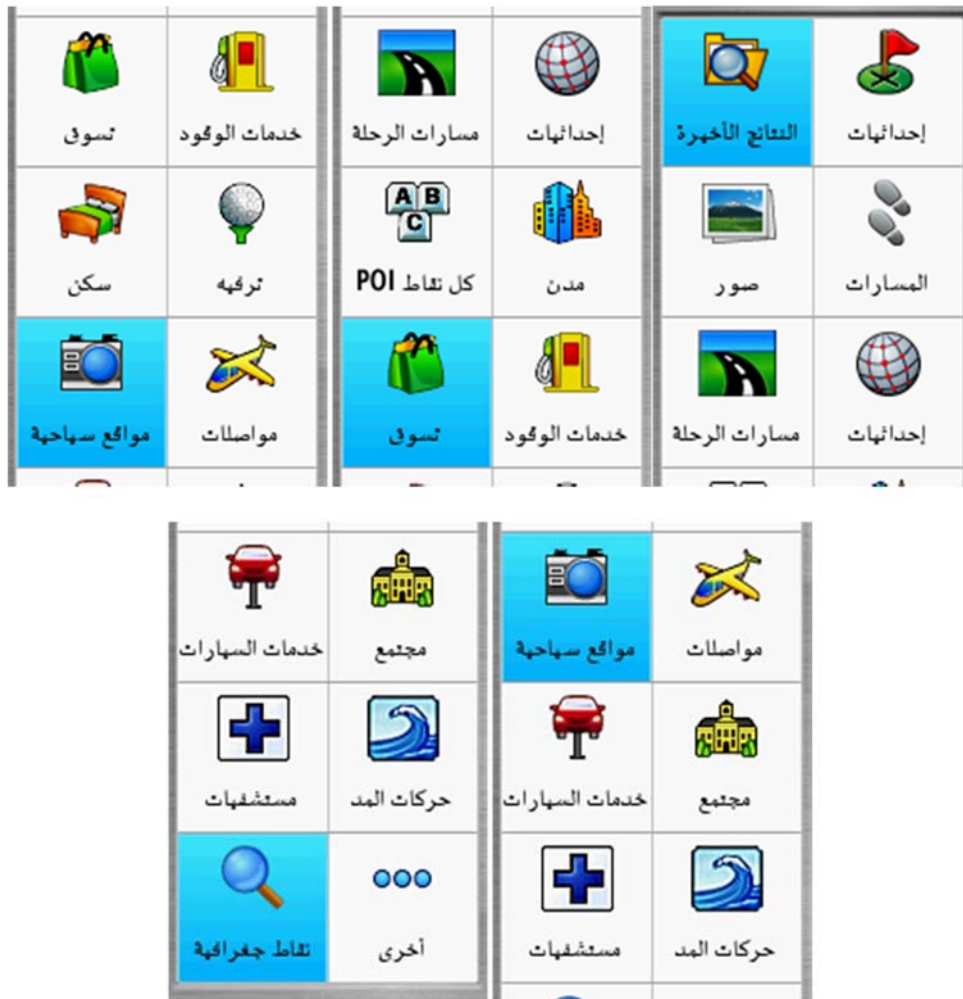 إحداثيات
النتائج الأخيرة
المسارات
صور
إحداثيات
مسارات الرحلة
إحداثيات
مسارات الرحلة
مدن
كل نقاط POI
A B
C
خدمات الوقود
تسوق
خدمات الوقود
تسوق
ترفيه
سكن
مواصلات
مواقع سياحية
مواصلات
مواقع سياحية
مجتمع
خدمات السيارات
حركات المد
مستشفيات
مجتمع
خدمات السيارات
حركات المد
مستشفيات
أخرى
نقاط جغرافية